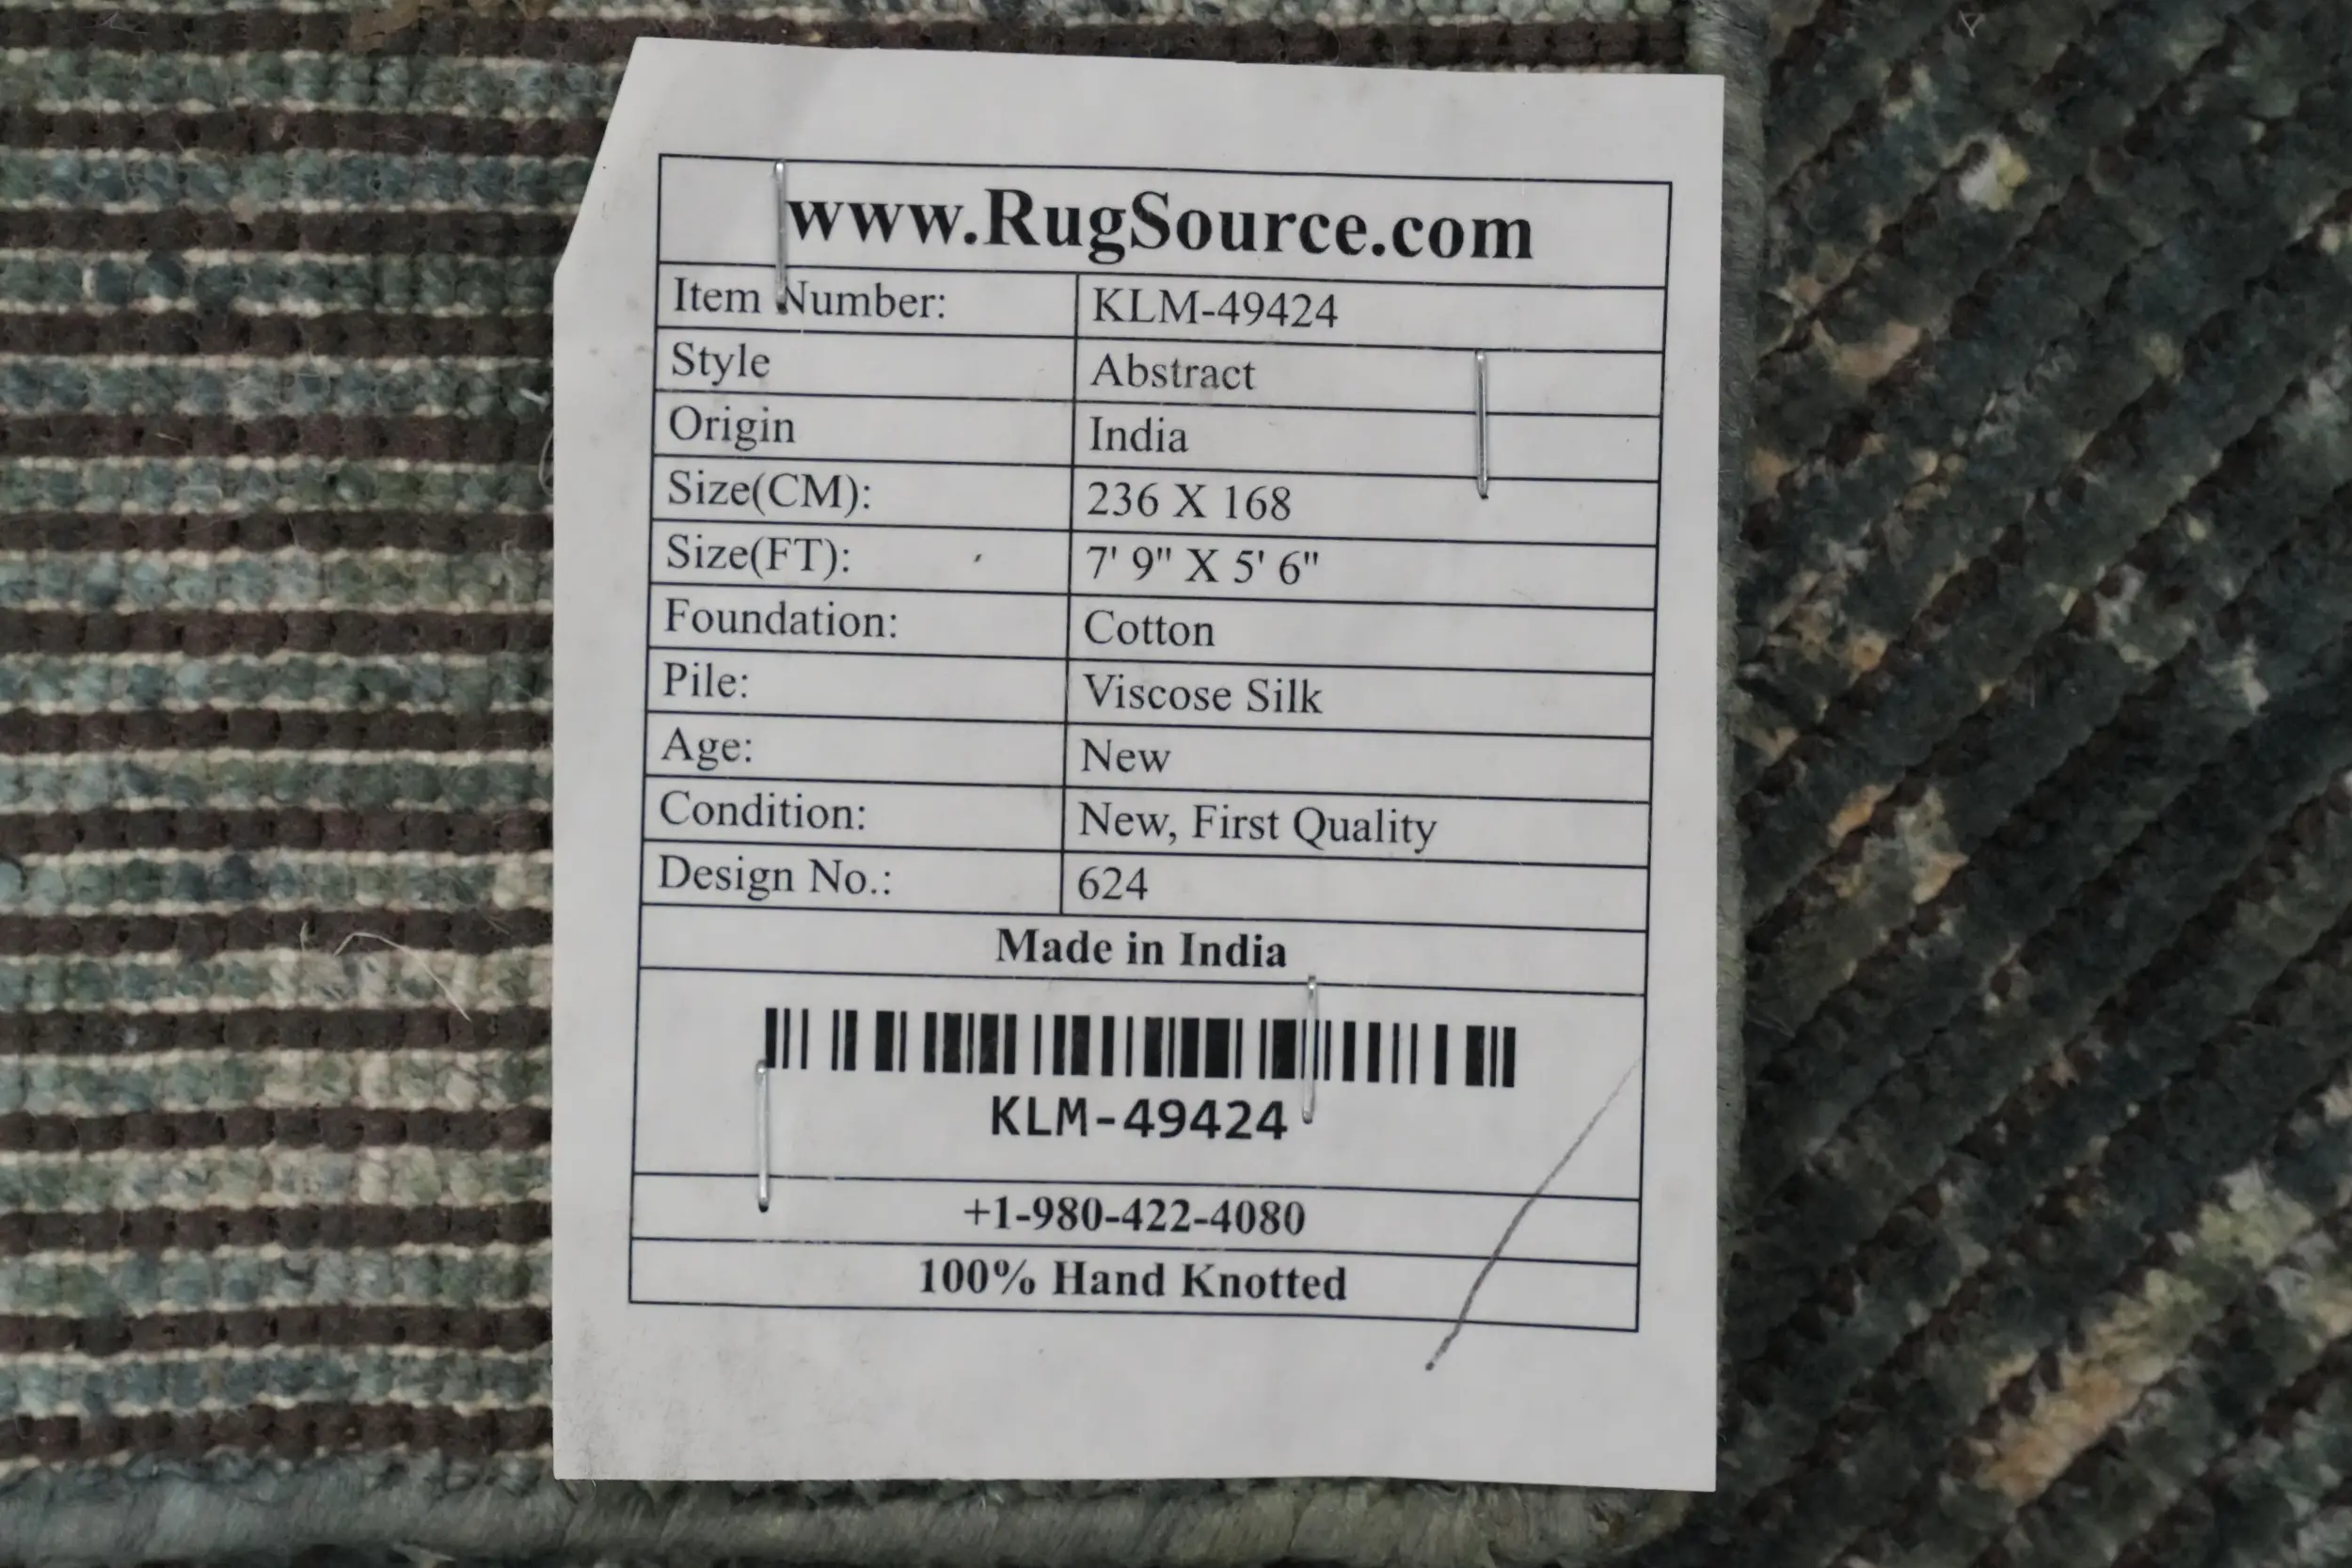 www.RugSource.com
Item Number: KLM-49424
Style Abstract
Origin India
Size(CM): 236 X 168
Size(FT): 7' 9" X 5' 6"
Foundation: Cotton
Pile: Viscose Silk
Age: New
Condition: New, First Quality
Design No.: 624
Made in India
KLM-49424
+1-980-422-4080
100% Hand Knotted